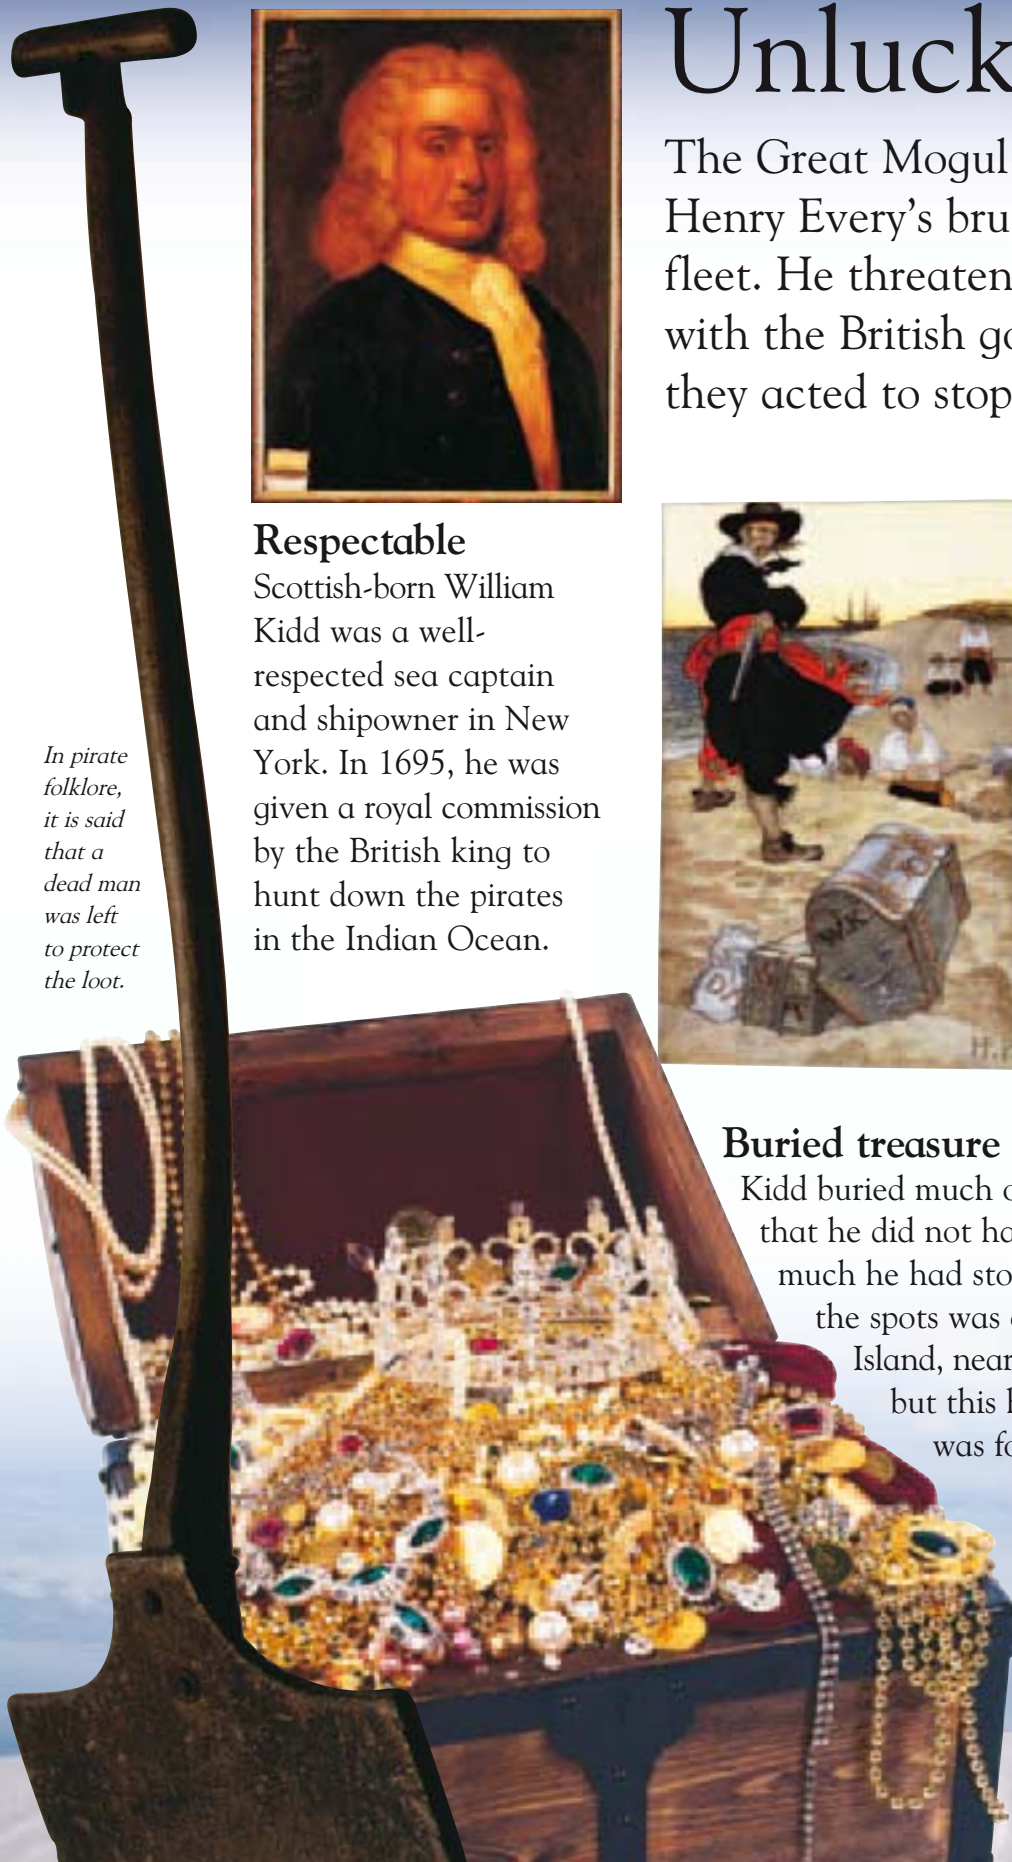 Unluck
The Great Mogul
Henry Every's bru
fleet. He threaten
with the British go
they acted to stop
Respectable
Scottish-born William
Kidd was a well-
respected sea captain
and shipowner in New
York. In 1695, he was
given a royal commission
by the British king to
hunt down the pirates
in the Indian Ocean.
In pirate
folklore,
it is said
that a
dead man
was left
to protect
the loot.
WK
Buried treasure
Kidd buried much o
that he did not ha
much he had sto
the spots was
Island, near
but this
was fo